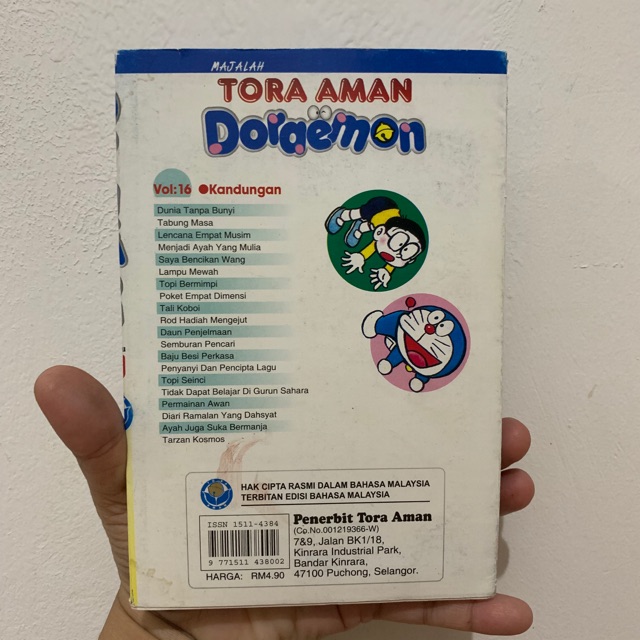 MAJALAH
TORA AMAN
Doraemon
Vol:16 ●Kandungan
Dunia Tanpa Bunyi
Tabung Masa
Lencana Empat Musim
Menjadi Ayah Yang Mulia
Saya Bencikan Wang
Lampu Mewah
Topi Bermimpi
Poket Empat Dimensi
Tali Koboi
Rod Hadiah Mengejut
Daun Penjelmaan
Semburan Pencari
Baju Besi Perkasa
Penyanyi Dan Pencipta Lagu
Topi Seinci
Tidak Dapat Belajar Di Gurun Sahara
Permainan Awan
Diari Ramalan Yang Dahsyat
Ayah Juga Suka Bermanja
Tarzan Kosmos
HAK CIPTA RASMI DALAM BAHASA MALAYSIA
TERBITAN EDISI BAHASA MALAYSIA
ISSN 1511-4384
9 771511 438002
HARGA: RM4.90
Penerbit Tora Aman
(Co.No.001219366-W)
7&9, Jalan BK1/18,
Kinrara Industrial Park,
Bandar Kinrara,
47100 Puchong, Selangor.